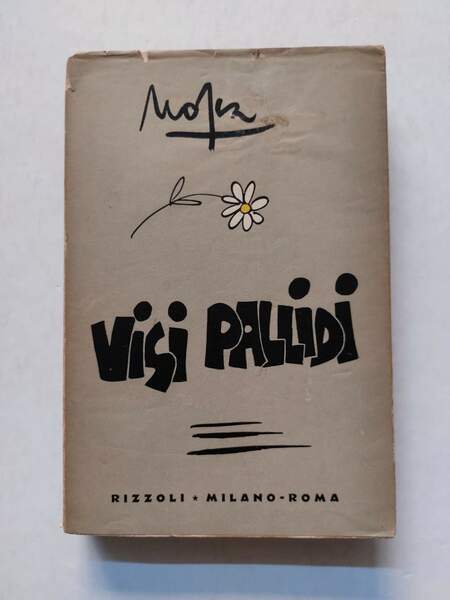 Mosca
VISI PALLIDI
RIZZOLI ★ MILANO-ROMA